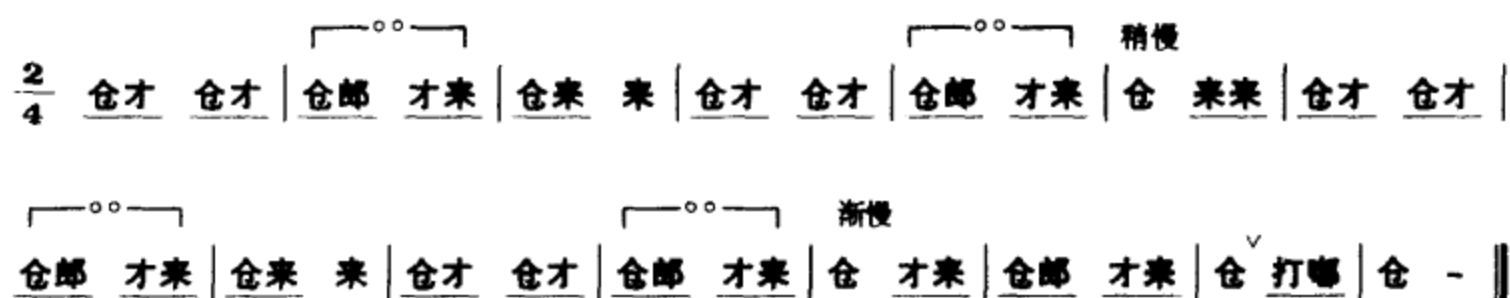 稍慢
2/4 仓才 仓才 | 仓郎 才来 | 仓来 来 | 仓才 仓才 | 仓郎 才来 | 仓 来来 | 仓才 仓才 |
渐慢
仓郎 才来 | 仓来 来 | 仓才 仓才 | 仓郎 才来 | 仓 才来 | 仓郎 才来 | 仓 打嘟 | 仓 - ‖